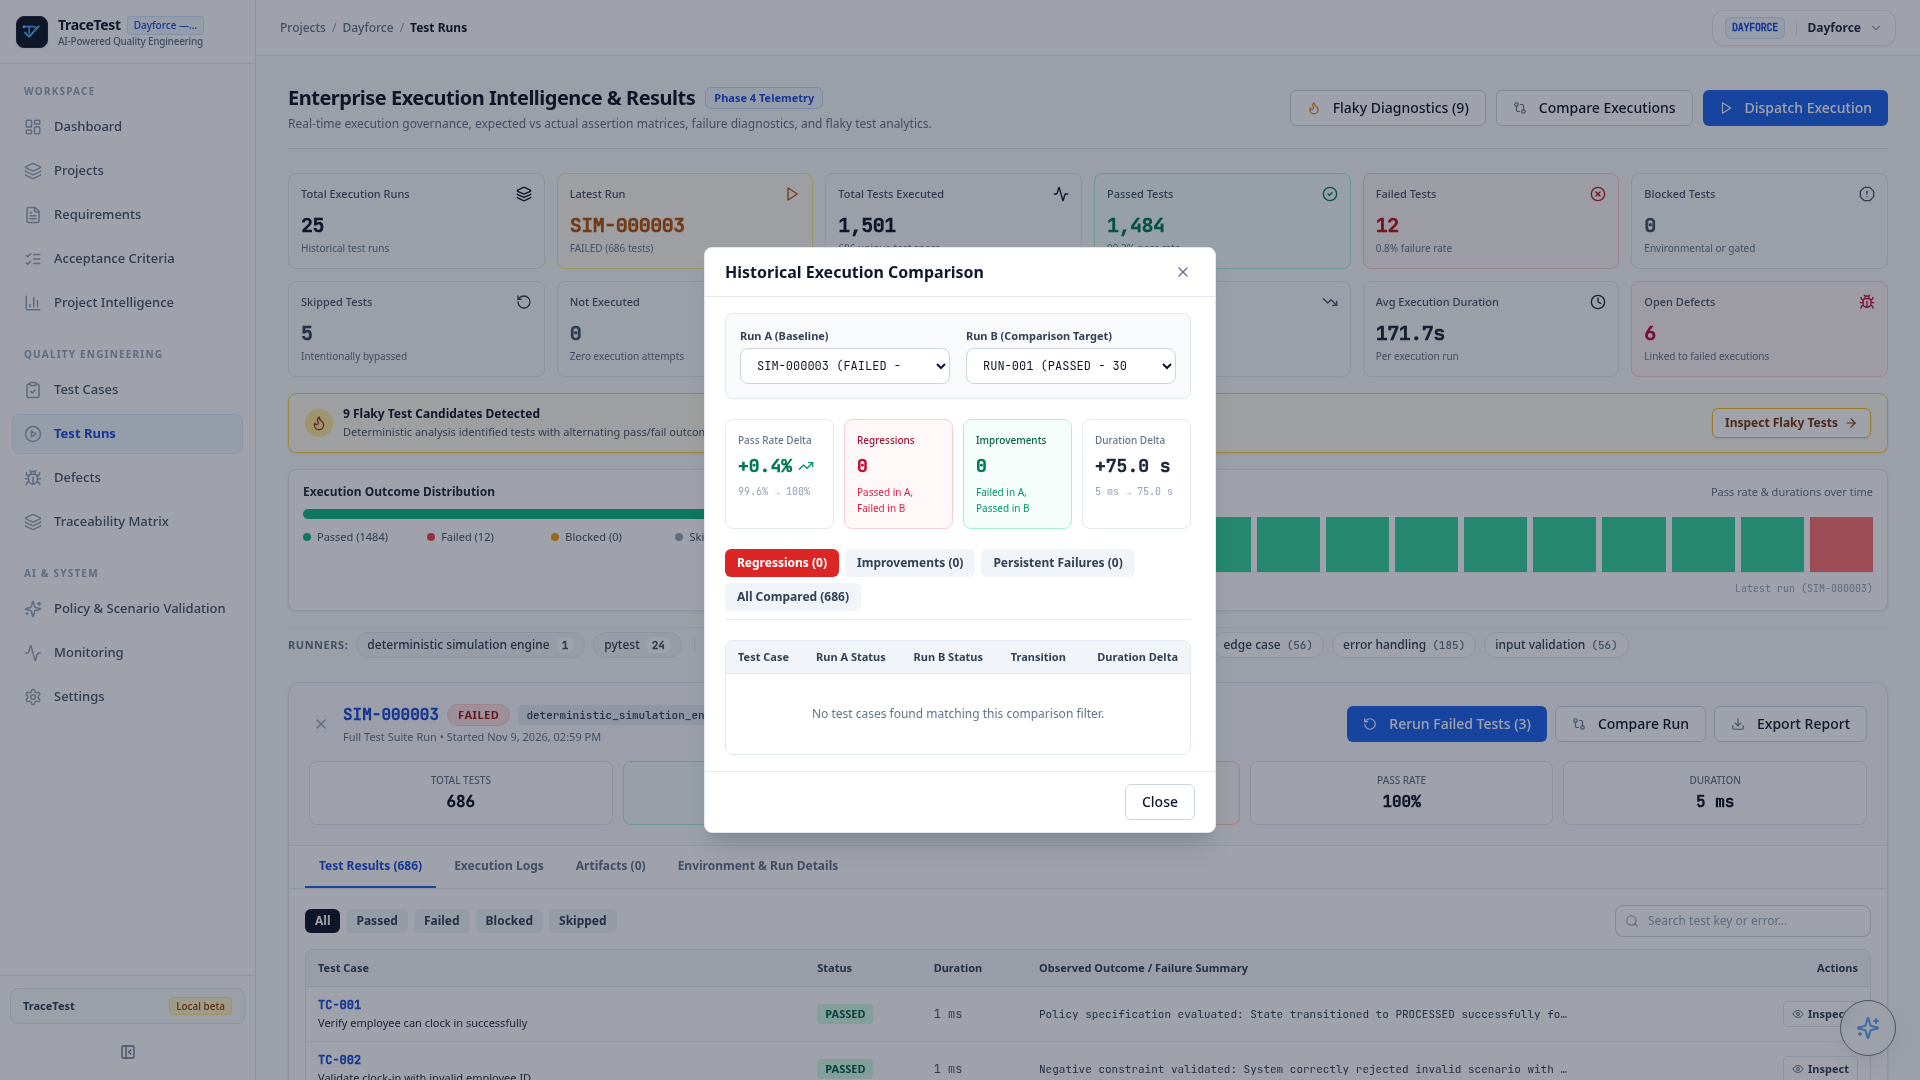 TraceTest
Dayforce —...
AI-Powered Quality Engineering
Projects / Dayforce / Test Runs
DAYFORCE
Dayforce
WORKSPACE
Dashboard
Projects
Requirements
Acceptance Criteria
Project Intelligence
QUALITY ENGINEERING
Test Cases
Test Runs
Defects
Traceability Matrix
AI & SYSTEM
Policy & Scenario Validation
Monitoring
Settings
TraceTest
Local beta
Enterprise Execution Intelligence & Results
Phase 4 Telemetry
Real-time execution governance, expected vs actual assertion matrices, failure diagnostics, and flaky test analytics.
Flaky Diagnostics (9)
Compare Executions
Dispatch Execution
Total Execution Runs
25
Historical test runs
Latest Run
SIM-000003
FAILED (686 tests)
Total Tests Executed
1,501
Passed Tests
1,484
Failed Tests
12
0.8% failure rate
Blocked Tests
0
Environmental or gated
Skipped Tests
5
Intentionally bypassed
Not Executed
0
Zero execution attempts
Avg Execution Duration
171.7s
Per execution run
Open Defects
6
Linked to failed executions
9 Flaky Test Candidates Detected
Deterministic analysis identified tests with alternating pass/fail outcom
Inspect Flaky Tests →
Execution Outcome Distribution
Passed (1484)
Failed (12)
Blocked (0)
Ski
Pass rate & durations over time
Latest run (SIM-000003)
RUNNERS:
deterministic simulation engine 1
pytest 24
edge case (56)
error handling (185)
input validation (56)
SIM-000003
FAILED
deterministic_simulation_en
Full Test Suite Run • Started Nov 9, 2026, 02:59 PM
Rerun Failed Tests (3)
Compare Run
Export Report
TOTAL TESTS
686
PASS RATE
100%
DURATION
5 ms
Test Results (686)
Execution Logs
Artifacts (0)
Environment & Run Details
All
Passed
Failed
Blocked
Skipped
Search test key or error...
Test Case
Status
Duration
Observed Outcome / Failure Summary
Actions
TC-001
Verify employee can clock in successfully
PASSED
1 ms
Policy specification evaluated: State transitioned to PROCESSED successfully fo…
Inspec
TC-002
Validate clock-in with invalid employee ID
PASSED
1 ms
Negative constraint validated: System correctly rejected invalid scenario with …
Inspect
Historical Execution Comparison
Run A (Baseline)
SIM-000003 (FAILED -
Run B (Comparison Target)
RUN-001 (PASSED - 30
Pass Rate Delta
+0.4%
99.6% → 100%
Regressions
0
Passed in A,
Failed in B
Improvements
0
Failed in A,
Passed in B
Duration Delta
+75.0 s
5 ms → 75.0 s
Regressions (0)
Improvements (0)
Persistent Failures (0)
All Compared (686)
Test Case
Run A Status
Run B Status
Transition
Duration Delta
No test cases found matching this comparison filter.
Close